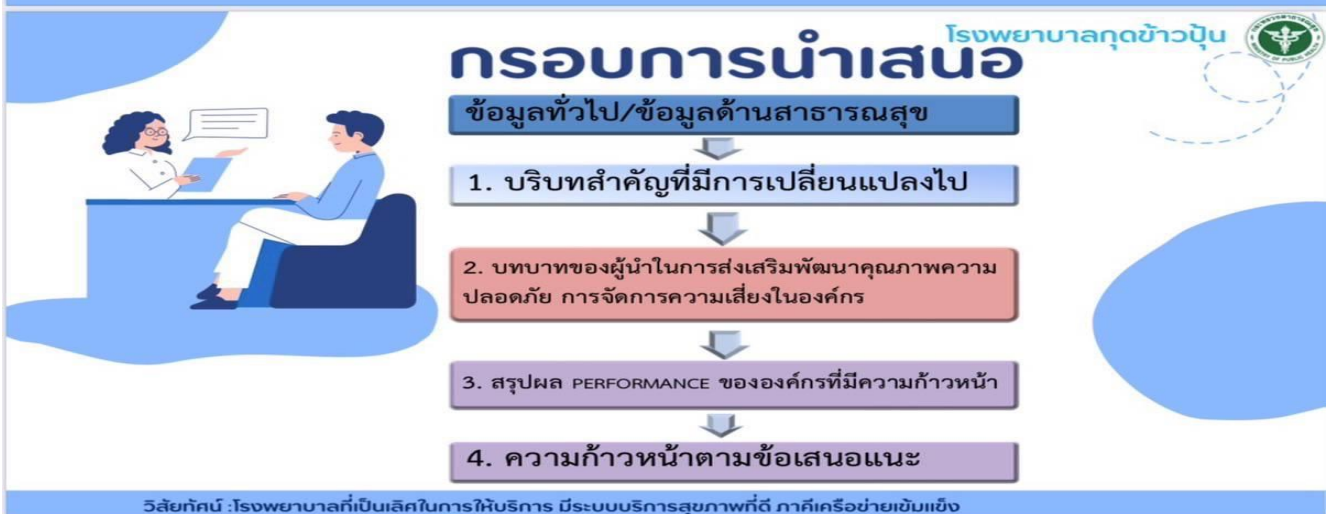 โรงพยาบาลกุดข้าวปุ้น
กรอบการนำเสนอ
ข้อมูลทั่วไป/ข้อมูลด้านสาธารณสุข
1. บริบทสำคัญที่มีการเปลี่ยนแปลงไป
2. บทบาทของผู้นำในการส่งเสริมพัฒนาคุณภาพความ
ปลอดภัย การจัดการความเสี่ยงในองค์กร
3. สรุปผล PERFORMANCE ขององค์กรที่มีความก้าวหน้า
4. ความก้าวหน้าตามข้อเสนอแนะ
วิสัยทัศน์ :โรงพยาบาลที่เป็นเลิศในการให้บริการ มีระบบบริการสุขภาพที่ดี ภาคีเครือข่ายเข้มแข็ง